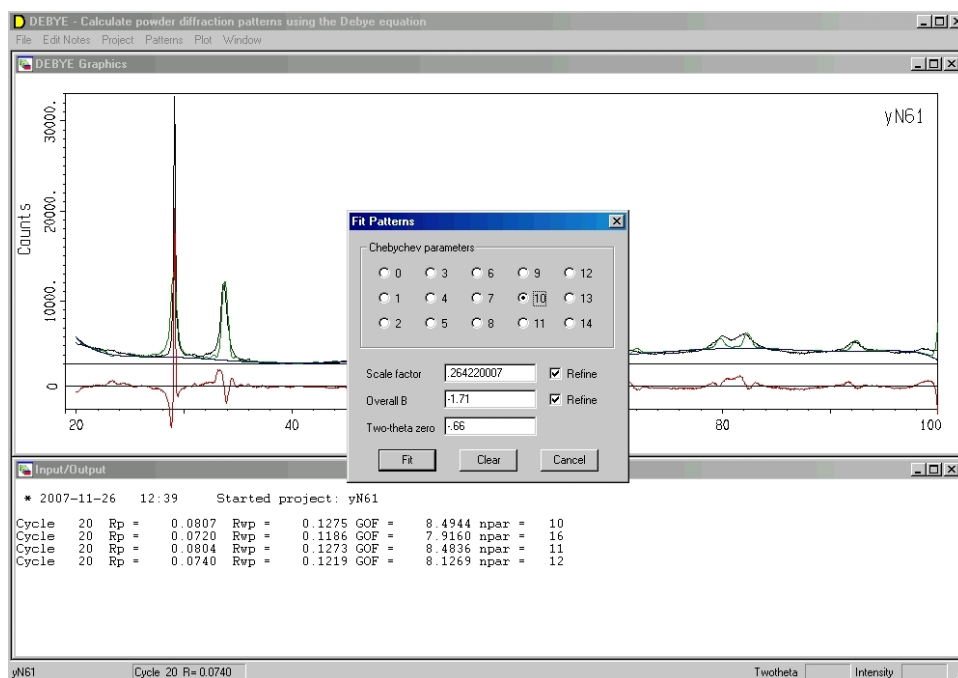 DEBYE - Calculate powder diffraction patterns using the Debye equation
File Edit Notes Project Patterns Plot Window
DEBYE Graphics
yN61
Counts
30000.
20000.
10000.
0
20 40 80 100
Fit Patterns
Chebychev parameters
0 3 6 9 12
1 4 7 10 13
2 5 8 11 14
Scale factor .264220007 Refine
Overall B -1.71 Refine
Two-theta zero -.66
Fit Clear Cancel
Input/Output
* 2007-11-26 12:39 Started project: yN61
Cycle 20 Rp = 0.0807 Rwp = 0.1275 GOF = 8.4944 npar = 10
Cycle 20 Rp = 0.0720 Rwp = 0.1186 GOF = 7.9160 npar = 16
Cycle 20 Rp = 0.0804 Rwp = 0.1273 GOF = 8.4836 npar = 11
Cycle 20 Rp = 0.0740 Rwp = 0.1219 GOF = 8.1269 npar = 12
yN61 Cycle 20 R= 0.0740 Twotheta Intensity